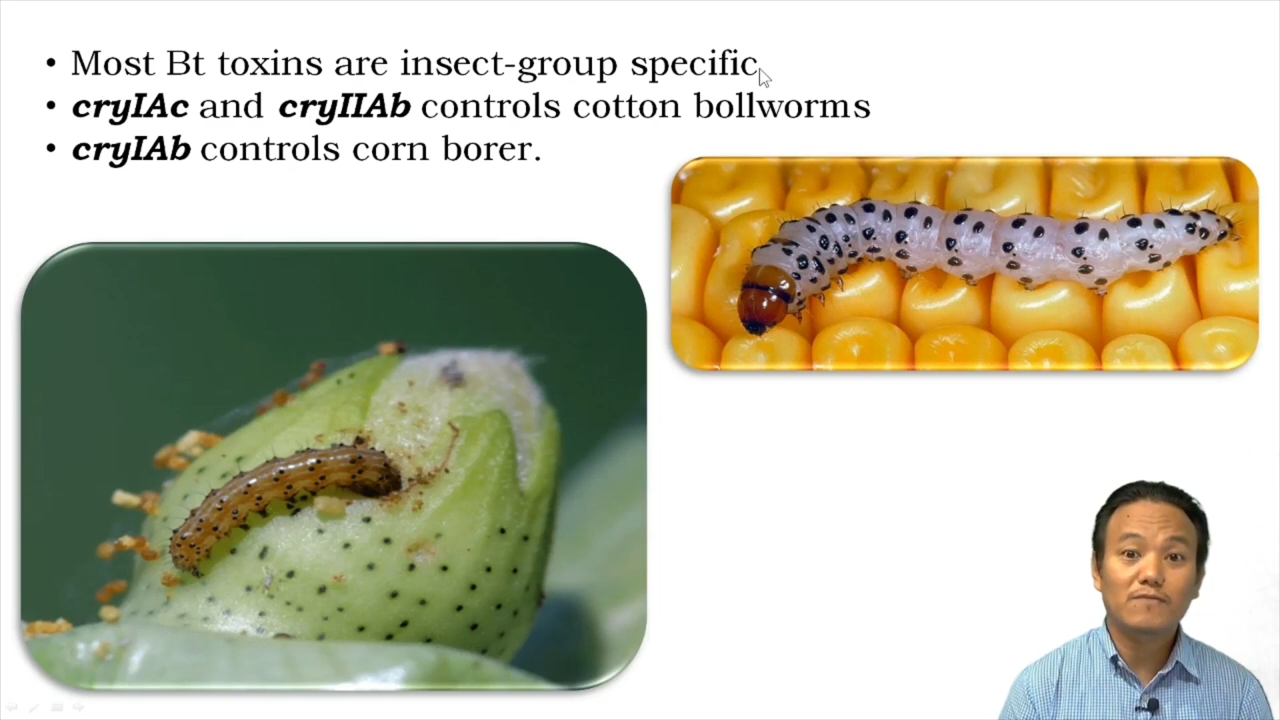 • Most Bt toxins are insect-group specific.
• cryIAc and cryIIAb controls cotton bollworms
• cryIAb controls corn borer.